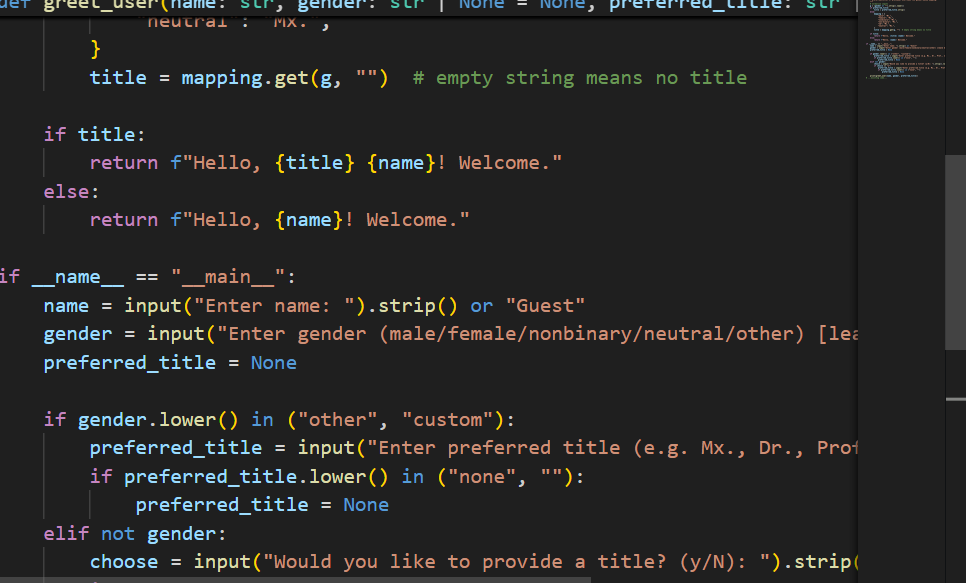 def greet_user(name: str, gender: str | None = None, preferred_title: str |
"neutral": "Mx.",
}
title = mapping.get(g, "")  # empty string means no title
if title:
return f"Hello, {title} {name}! Welcome."
else:
return f"Hello, {name}! Welcome."
if __name__ == "__main__":
name = input("Enter name: ").strip() or "Guest"
gender = input("Enter gender (male/female/nonbinary/neutral/other) [lea
preferred_title = None
if gender.lower() in ("other", "custom"):
preferred_title = input("Enter preferred title (e.g. Mx., Dr., Prof
if preferred_title.lower() in ("none", ""):
preferred_title = None
elif not gender:
choose = input("Would you like to provide a title? (y/N): ").strip(